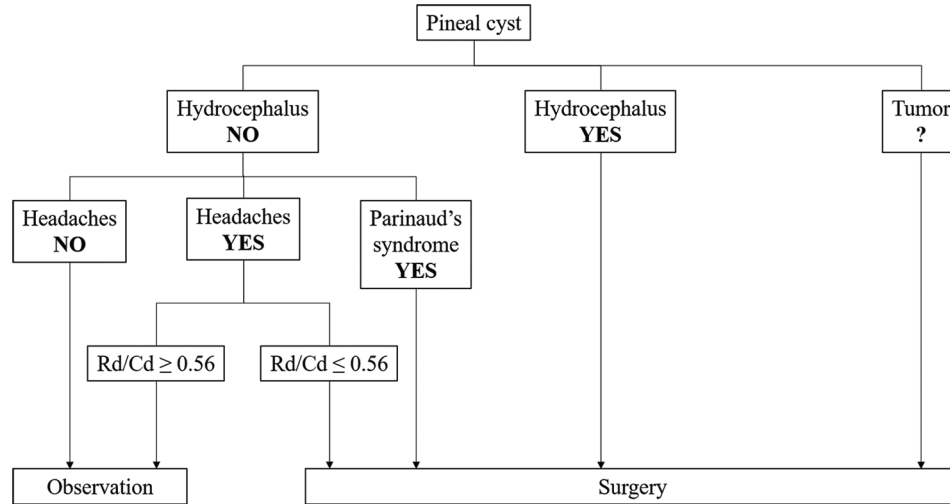 Pineal cyst
Hydrocephalus
NO
Hydrocephalus
YES
Tumor
?
Headaches
NO
Headaches
YES
Parinaud’s
syndrome
YES
Rd/Cd ≥ 0.56
Rd/Cd ≤ 0.56
Observation
Surgery